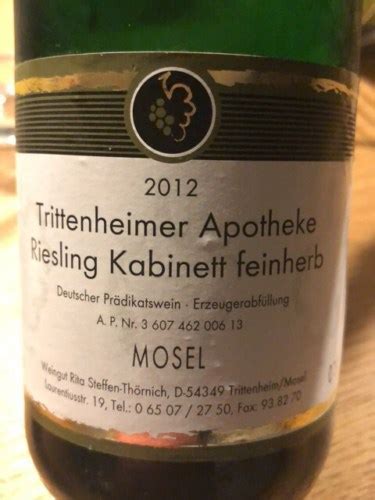 2012
Trittenheimer Apotheke
Riesling Kabinett feinherb
Deutscher Prädikatswein - Erzeugerabfüllung
A. P. Nr. 3 607 462 006 13
MOSEL
Weingut Rita Steffen-Thörnich, D-54349 Trittenheim/Mosel
Laurentiusstr. 19, Tel.: 0 65 07 / 27 50, Fax: 93 82 70